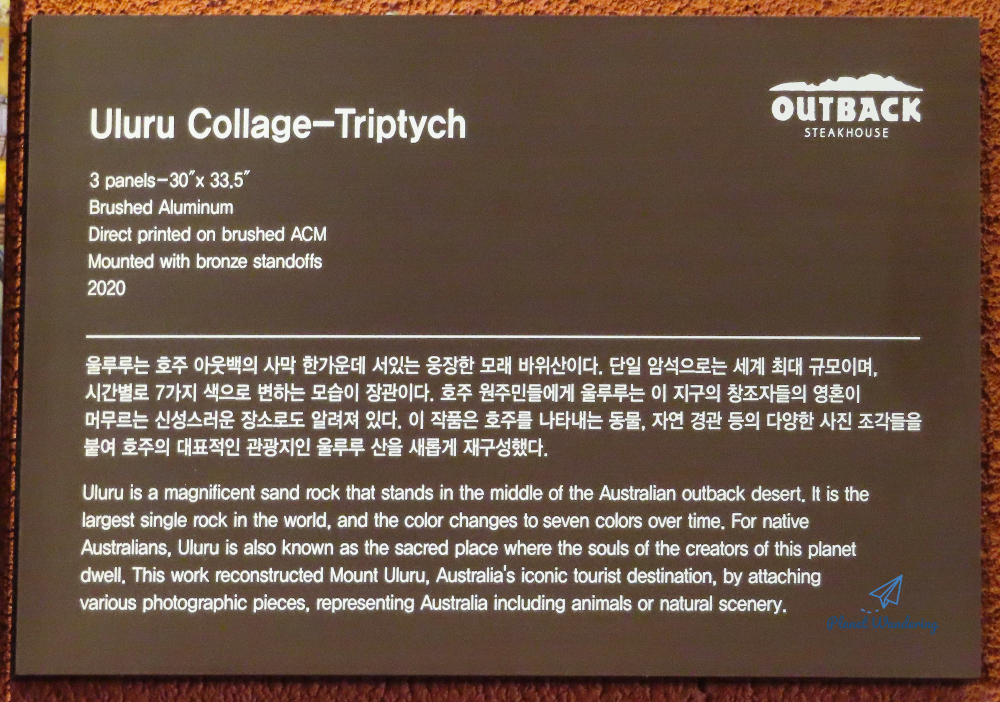 OUTBACK
STEAKHOUSE
Uluru Collage-Triptych
3 panels-30″x 33.5″
Brushed Aluminum
Direct printed on brushed ACM
Mounted with bronze standoffs
2020
울루루는 호주 아웃백의 사막 한가운데 서있는 웅장한 모래 바위산이다. 단일 암석으로는 세계 최대 규모이며,
시간별로 7가지 색으로 변하는 모습이 장관이다. 호주 원주민들에게 울루루는 이 지구의 창조자들의 영혼이
머무르는 신성스러운 장소로도 알려져 있다. 이 작품은 호주를 나타내는 동물, 자연 경관 등의 다양한 사진 조각들을
붙여 호주의 대표적인 관광지인 울루루 산을 새롭게 재구성했다.
Uluru is a magnificent sand rock that stands in the middle of the Australian outback desert. It is the
largest single rock in the world, and the color changes to seven colors over time. For native
Australians, Uluru is also known as the sacred place where the souls of the creators of this planet
dwell. This work reconstructed Mount Uluru, Australia's iconic tourist destination, by attaching
various photographic pieces, representing Australia including animals or natural scenery.